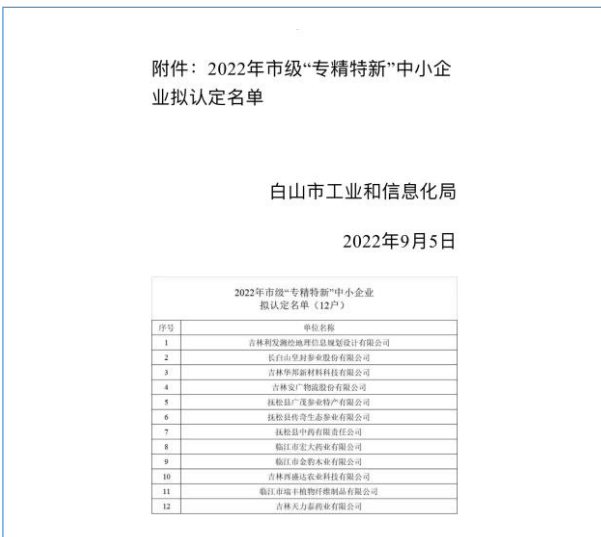 附件：2022年市级“专精特新”中小企
业拟认定名单
白山市工业和信息化局
2022年9月5日
2022年市级“专精特新”中小企业
拟认定名单（12户）
序号 单位名称
1 吉林利发测绘地理信息规划设计有限公司
2 长白山皇封参业股份有限公司
3 吉林华邦新材料科技有限公司
4 吉林安广物流股份有限公司
5 抚松县广茂参业特产有限公司
6 抚松县传奇生态参业有限公司
7 抚松县中药有限责任公司
8 临江市宏大药业有限公司
9 临江市金豹木业有限公司
10 吉林西盛达农业科技有限公司
11 临江市瑞丰植物纤维制品有限公司
12 吉林天力泰药业有限公司